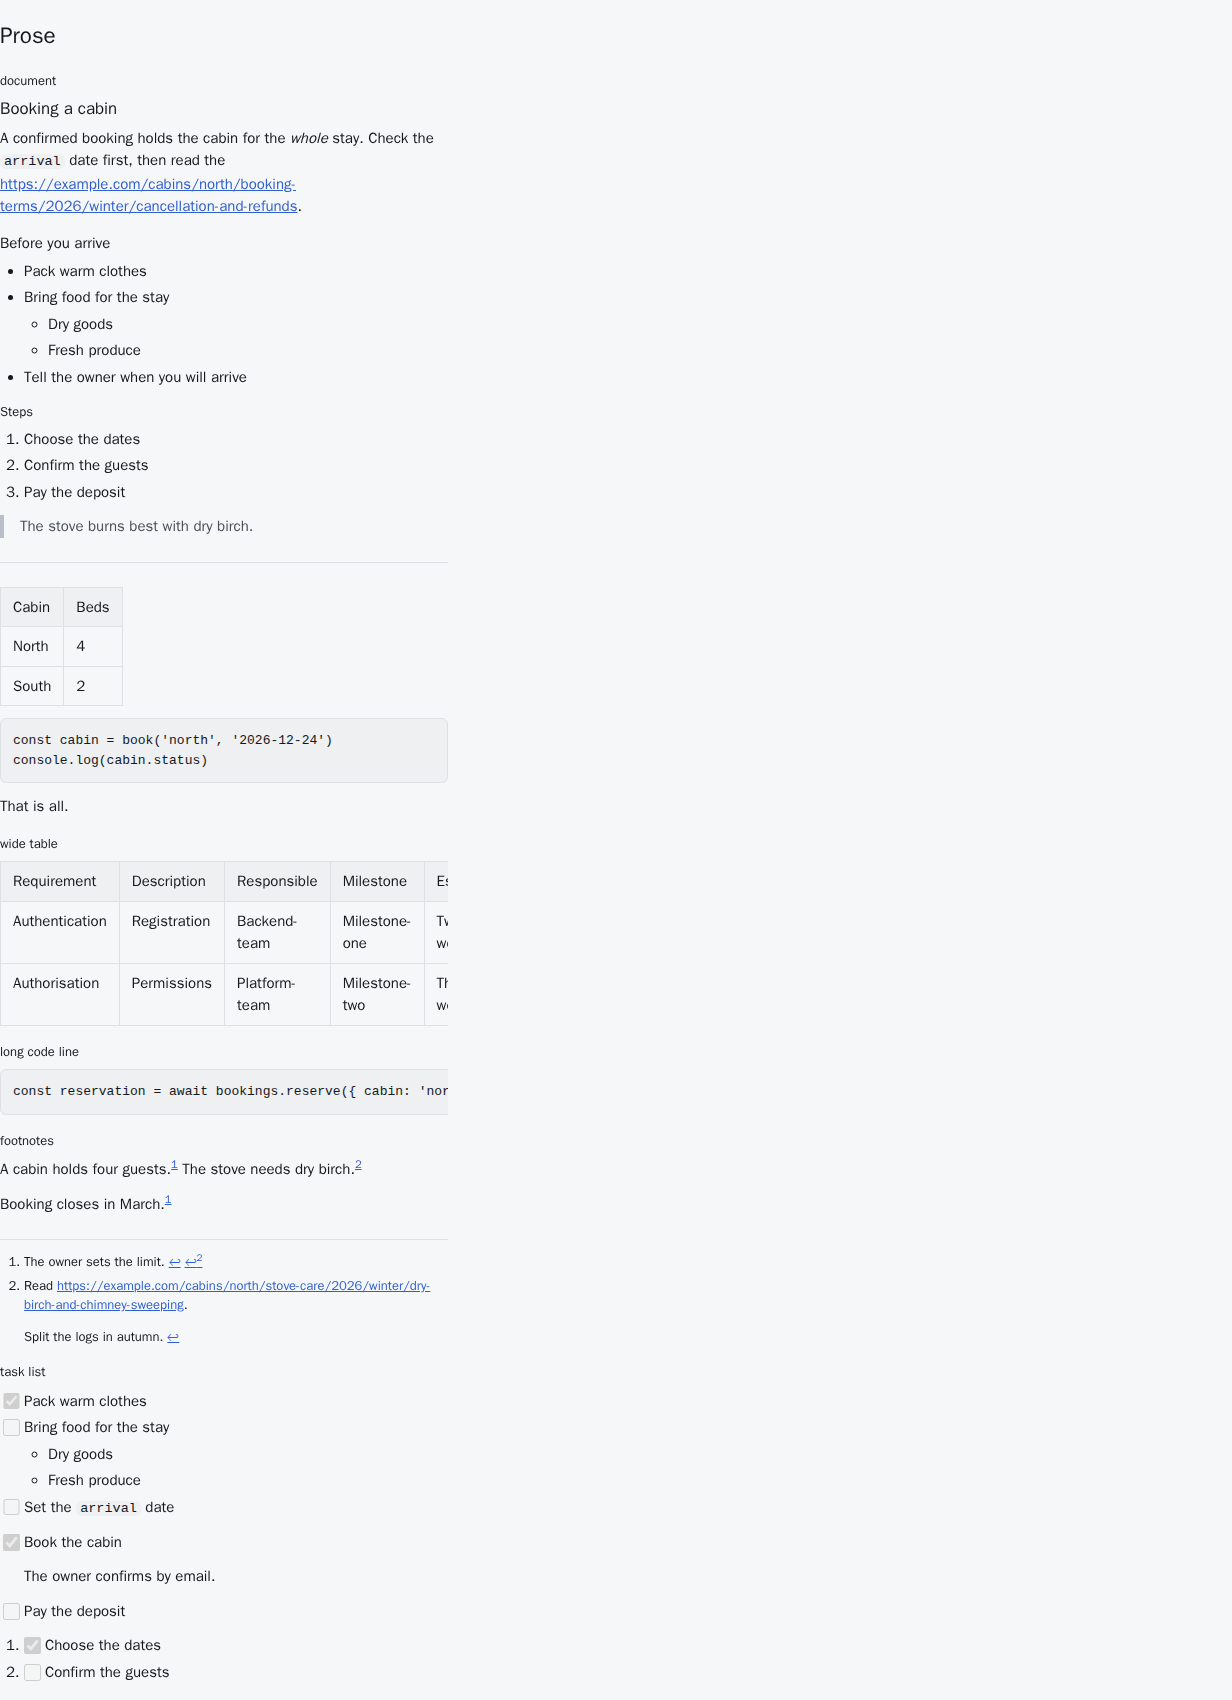 Prose
document
Booking a cabin
A confirmed booking holds the cabin for the whole stay. Check the
arrival date first, then read the
https://example.com/cabins/north/booking-
terms/2026/winter/cancellation-and-refunds.
Before you arrive
• Pack warm clothes
• Bring food for the stay
◦ Dry goods
◦ Fresh produce
• Tell the owner when you will arrive
Steps
1. Choose the dates
2. Confirm the guests
3. Pay the deposit
The stove burns best with dry birch.
Cabin Beds
North 4
South 2
const cabin = book('north', '2026-12-24')
console.log(cabin.status)
That is all.
wide table
Requirement Description Responsible Milestone
Authentication Registration Backend- Milestone-
team one
Authorisation Permissions Platform- Milestone-
team two
long code line
const reservation = await bookings.reserve({ cabin: 'nor
footnotes
A cabin holds four guests.1 The stove needs dry birch.2
Booking closes in March.1
1. The owner sets the limit. ↩ ↩2
2. Read https://example.com/cabins/north/stove-care/2026/winter/dry-
birch-and-chimney-sweeping.
Split the logs in autumn. ↩
task list
Pack warm clothes
Bring food for the stay
◦ Dry goods
◦ Fresh produce
Set the arrival date
Book the cabin
The owner confirms by email.
Pay the deposit
1. Choose the dates
2. Confirm the guests